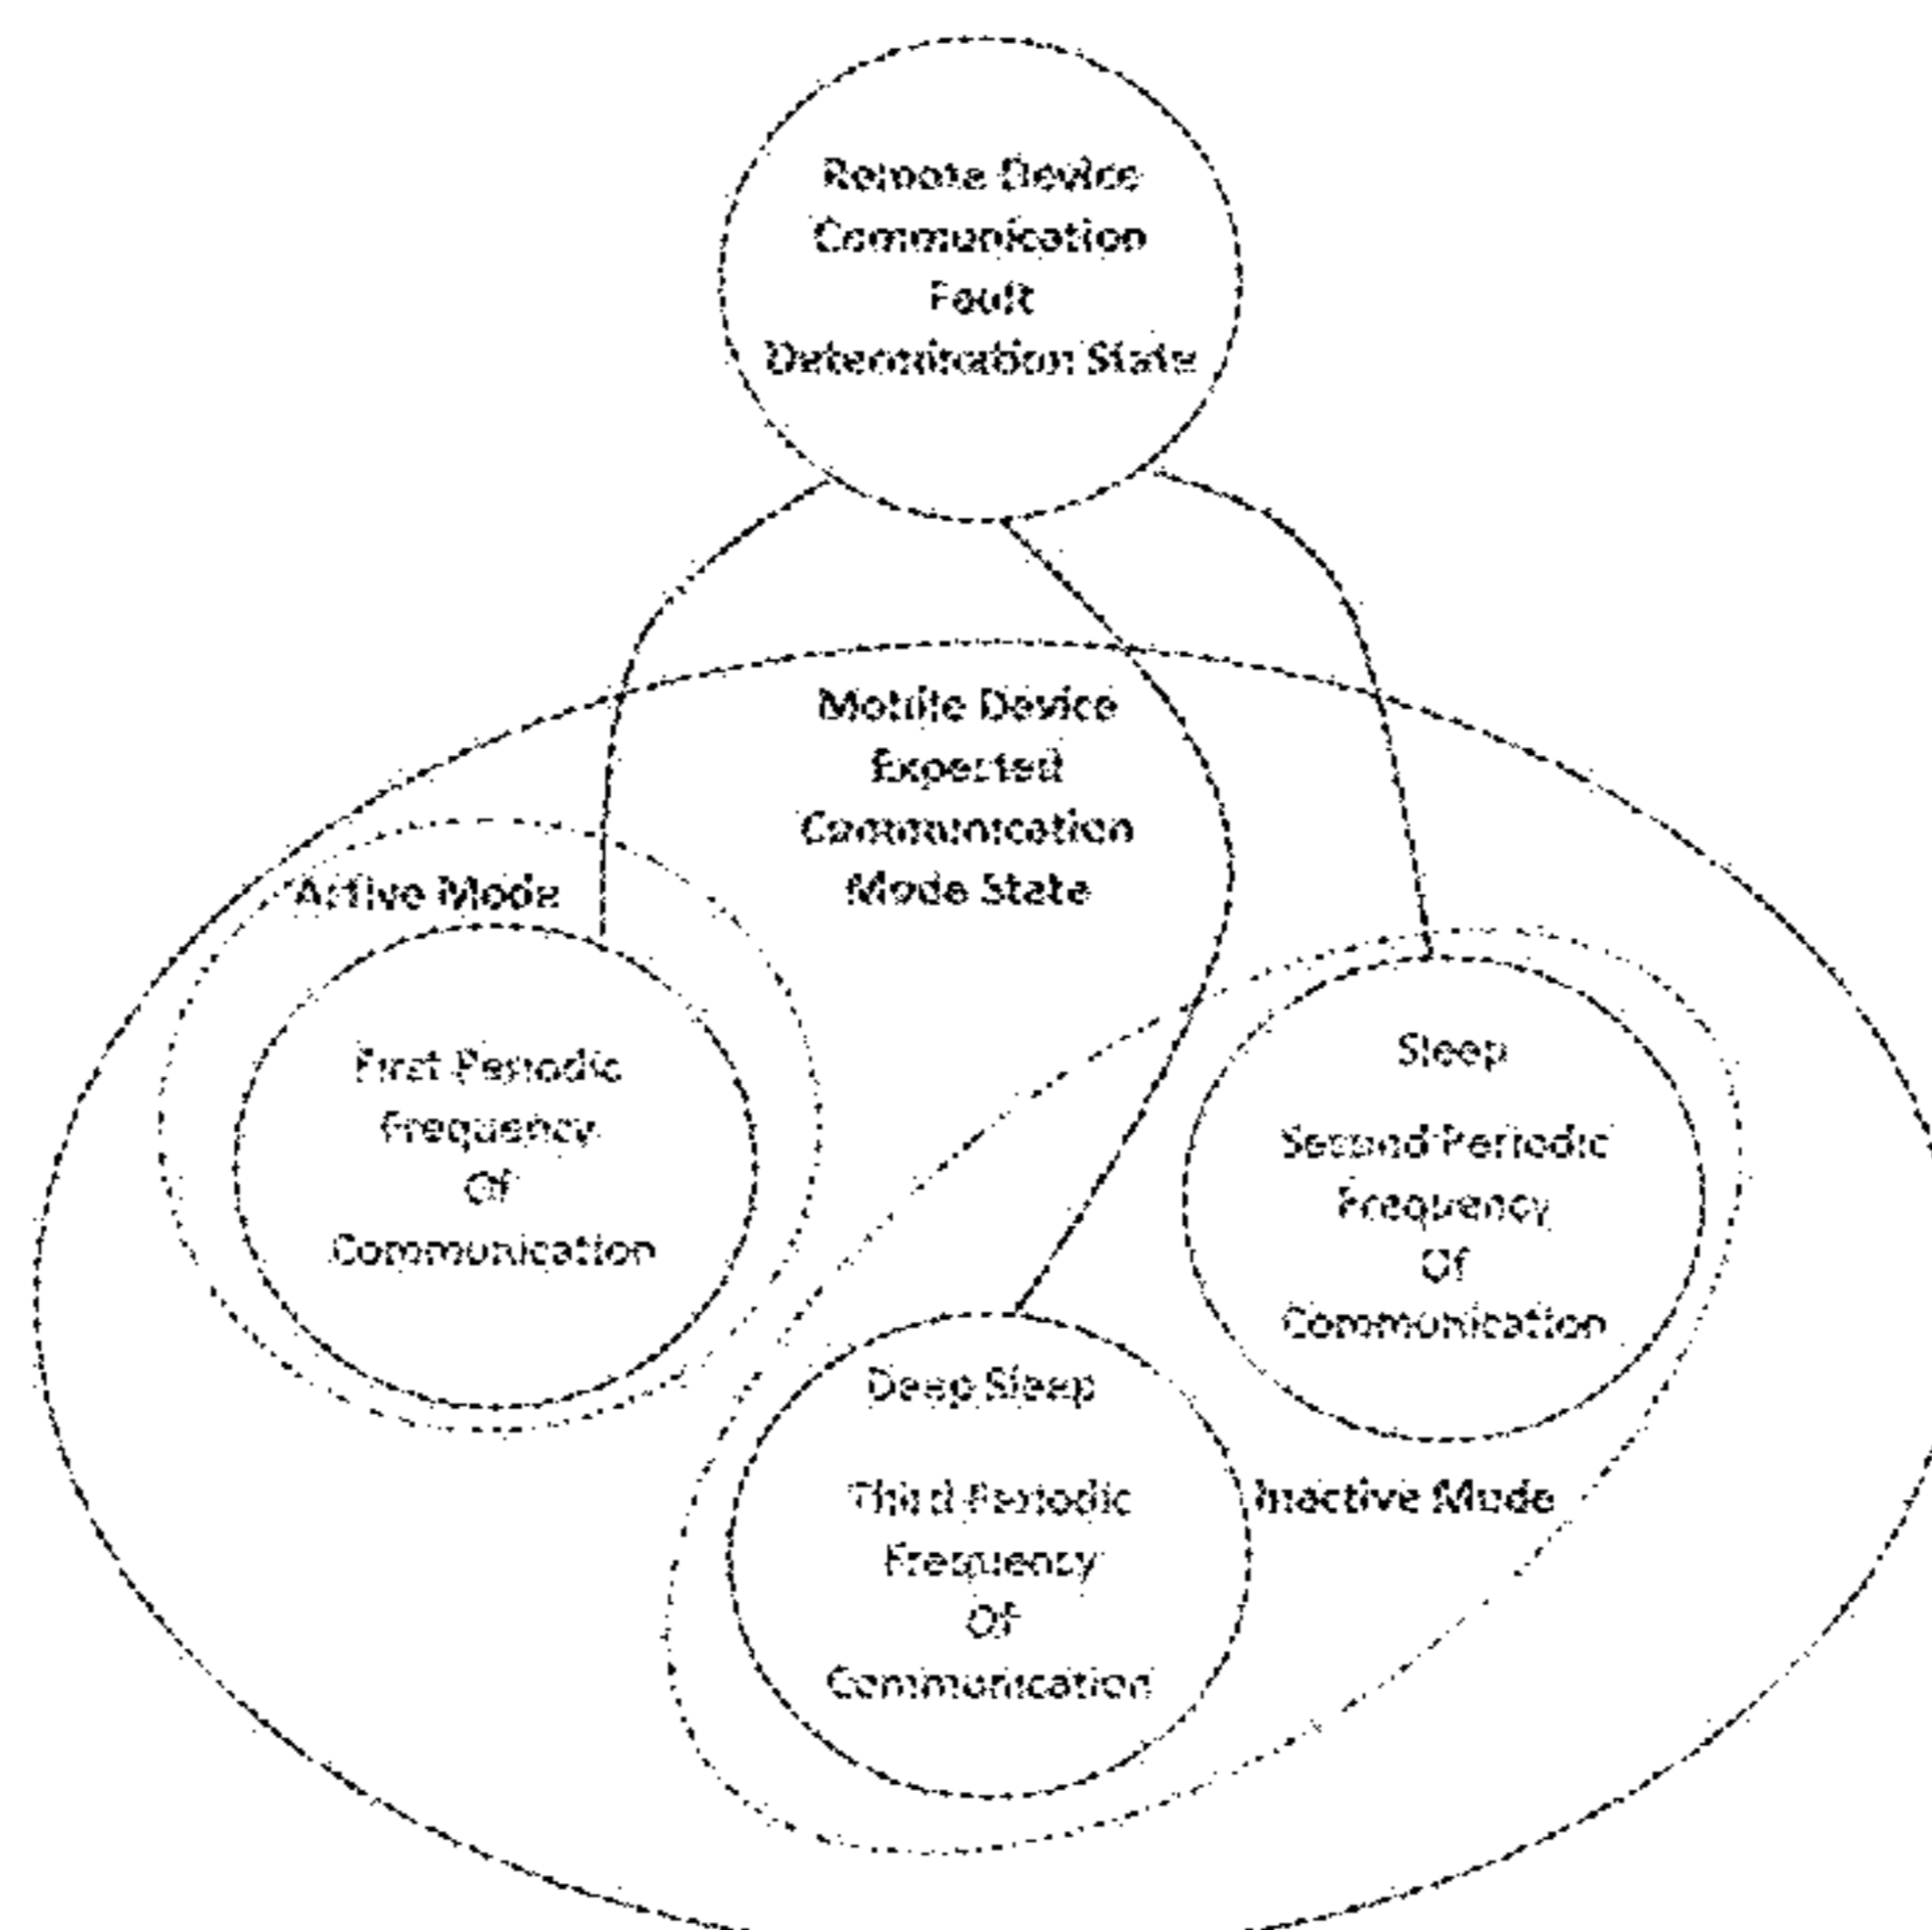 Remote Device
Communication
Fault
Determination State
Mobile Device
Expected
Communication
Mode State
Active Mode
First Periodic
Frequency
Of
Communication
Sleep
Second Periodic
Frequency
Of
Communication
Deep Sleep
Third Periodic
Frequency
Of
Communication
Inactive Mode